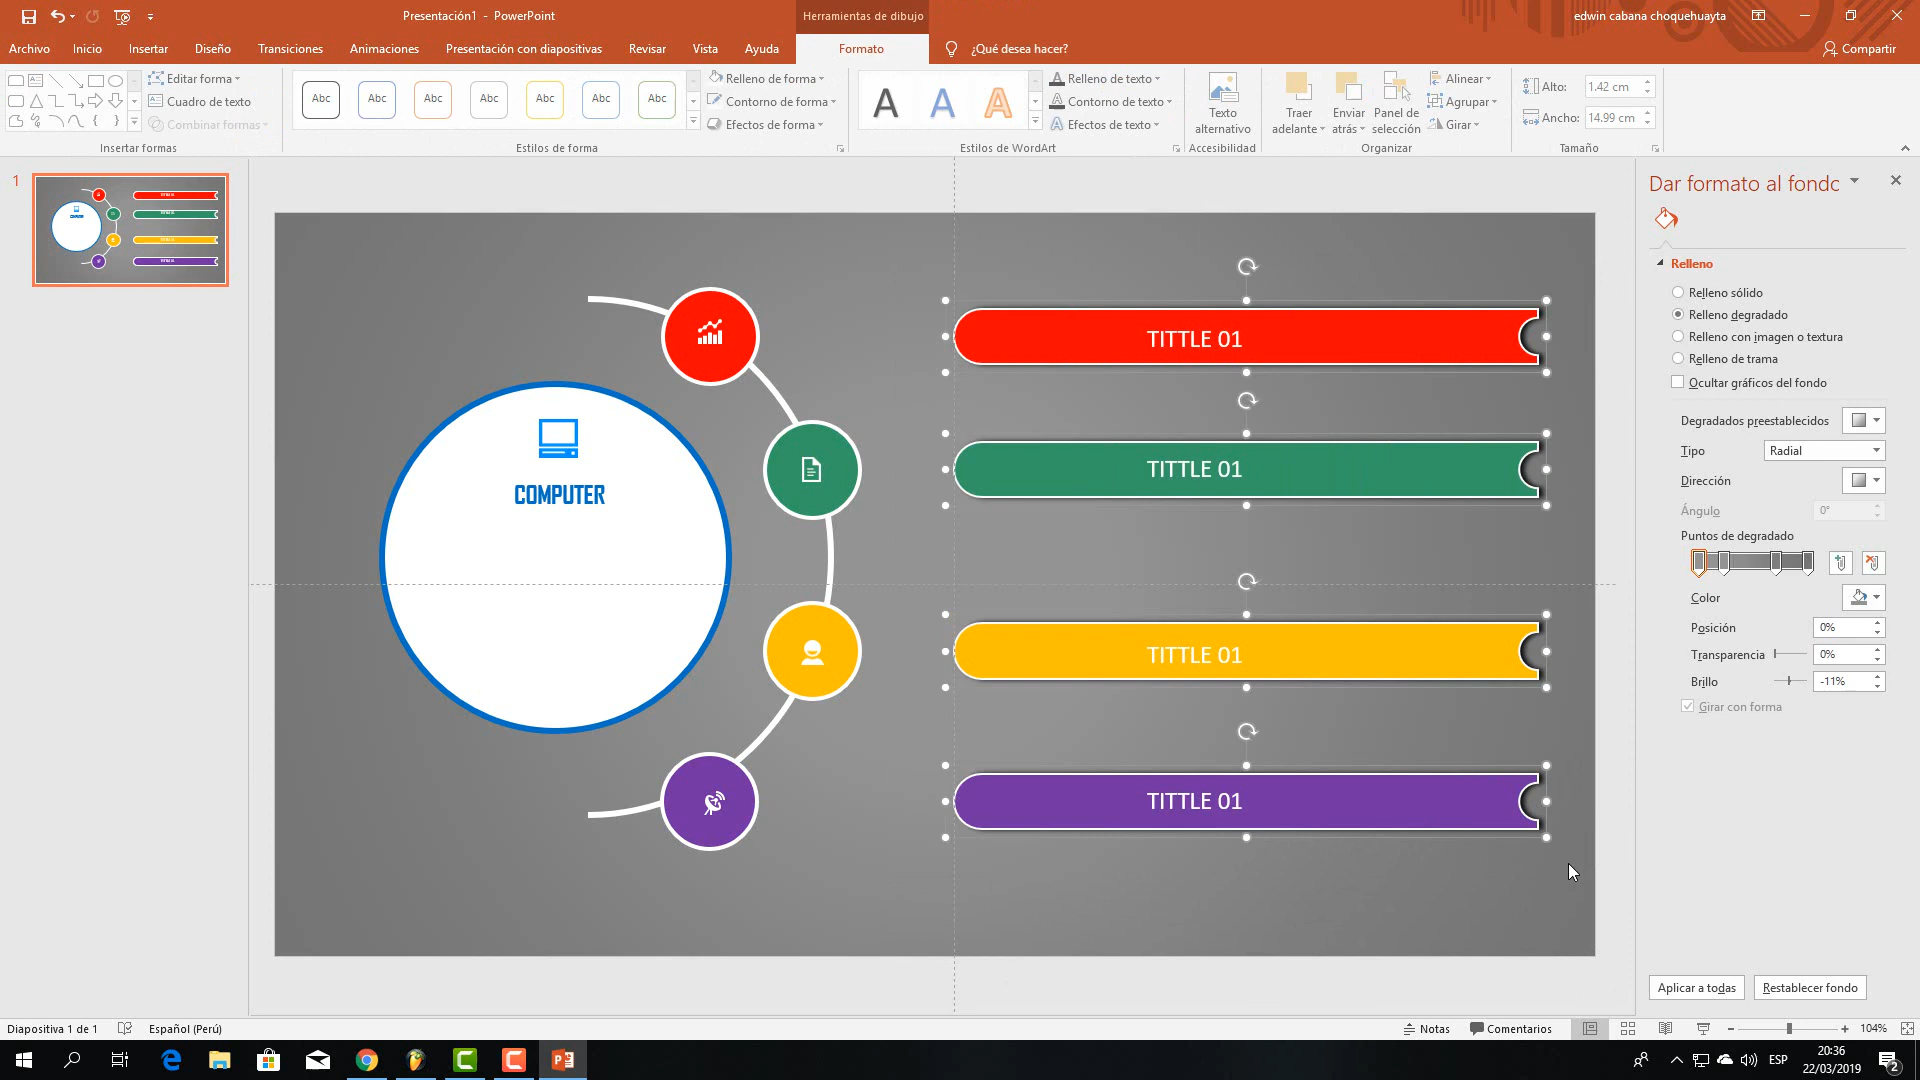 Presentación1 - PowerPoint
Herramientas de dibujo
edwin cabana choquehuayta
Archivo Inicio Insertar Diseño Transiciones Animaciones Presentación con diapositivas Revisar Vista Ayuda Formato ¿Qué desea hacer? Compartir
Editar forma
Cuadro de texto
Combinar formas
Insertar formas
Abc Abc Abc Abc Abc Abc Abc
Relleno de forma
Contorno de forma
Efectos de forma
Estilos de forma
A A A
Relleno de texto
Contorno de texto
Efectos de texto
Estilos de WordArt
Texto alternativo
Accesibilidad
Traer adelante
Enviar atrás
Panel de selección
Alinear
Agrupar
Girar
Organizar
Alto: 1.42 cm
Ancho: 14.99 cm
Tamaño
1
COMPUTER
TITTLE 01
TITTLE 01
TITTLE 01
TITTLE 01
Dar formato al fondo
Relleno
Relleno sólido
Relleno degradado
Relleno con imagen o textura
Relleno de trama
Ocultar gráficos del fondo
Degradados preestablecidos
Tipo Radial
Dirección
Ángulo 0°
Puntos de degradado
Color
Posición 0%
Transparencia 0%
Brillo -11%
Girar con forma
Aplicar a todas Restablecer fondo
Diapositiva 1 de 1 Español (Perú) Notas Comentarios 104%
ESP
20:36
22/03/2019
2